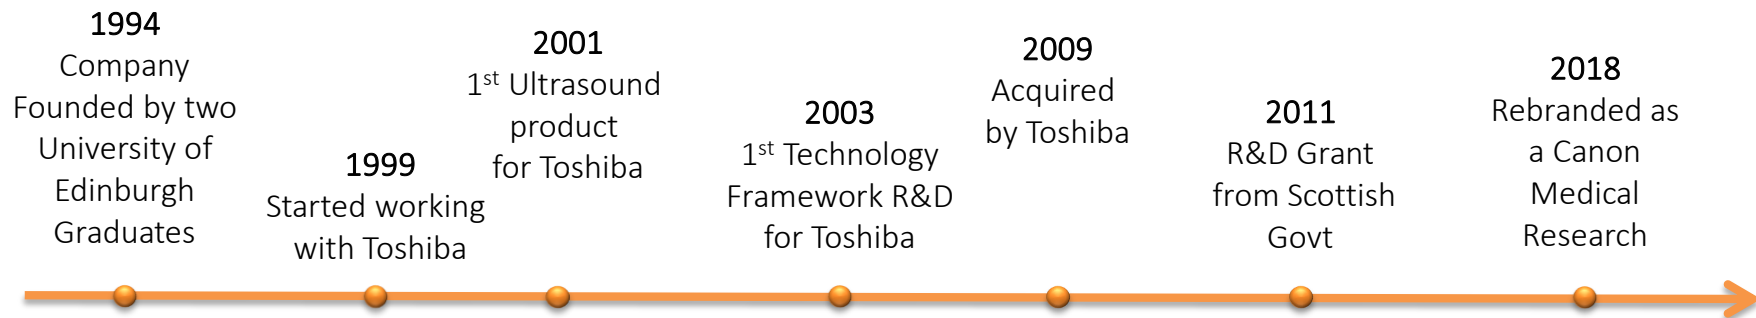 1994
Company
Founded by two
University of
Edinburgh
Graduates
1999
Started working
with Toshiba
2001
1st Ultrasound
product
for Toshiba
2003
1st Technology
Framework R&D
for Toshiba
2009
Acquired
by Toshiba
2011
R&D Grant
from Scottish
Govt
2018
Rebranded as
a Canon
Medical
Research